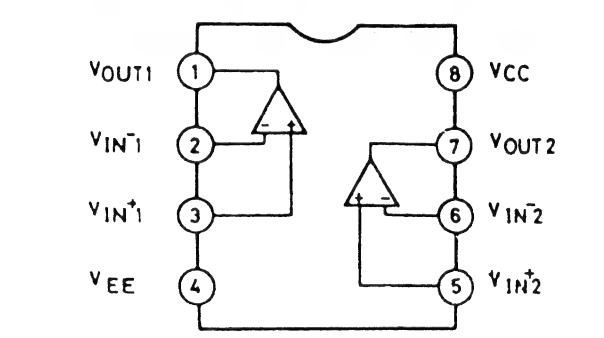 VOUT1 1 8 VCC
- +
VIN-1 2 7 VOUT2
+ -
VIN+1 3 6 VIN-2
VEE 4 5 VIN+2